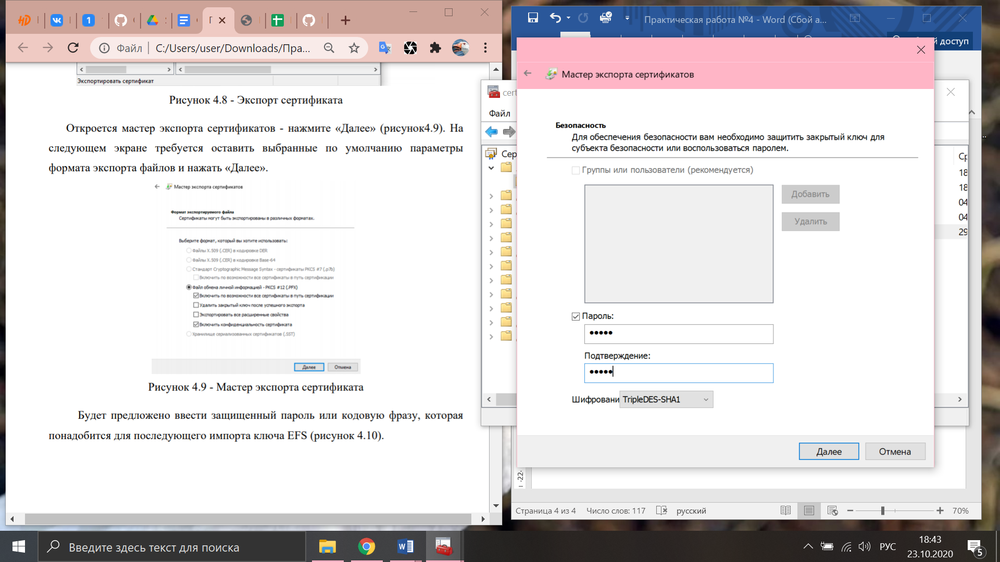 Файл
C:/Users/user/Downloads/Пра...
Экспортировать сертификат
Рисунок 4.8 - Экспорт сертификата
Откроется мастер экспорта сертификатов - нажмите «Далее» (рисунок4.9). На
следующем экране требуется оставить выбранные по умолчанию параметры
формата экспорта файлов и нажать «Далее».
Мастер экспорта сертификатов
Формат экспортируемого файла
Сертификаты могут быть экспортированы в различных форматах.
Выберите формат, который вы хотите использовать:
Файлы X.509 (.CER) в кодировке DER
Файлы X.509 (.CER) в кодировке Base-64
Стандарт Cryptographic Message Syntax - сертификаты PKCS #7 (.p7b)
Включить по возможности все сертификаты в путь сертификации
Файл обмена личной информацией - PKCS #12 (.PFX)
Включить по возможности все сертификаты в путь сертификации
Удалить закрытый ключ после успешного экспорта
Экспортировать все расширенные свойства
Включить конфиденциальность сертификата
Хранилище сериализованных сертификатов (.SST)
Далее
Отмена
Рисунок 4.9 - Мастер экспорта сертификата
Будет предложено ввести защищенный пароль или кодовую фразу, которая
понадобится для последующего импорта ключа EFS (рисунок 4.10).
Практическая работа №4 - Word (Сбой а...
й доступ
cert
Файл
Сер
Ср
18
18
04
04
29
Мастер экспорта сертификатов
Безопасность
Для обеспечения безопасности вам необходимо защитить закрытый ключ для
субъекта безопасности или воспользоваться паролем.
Группы или пользователи (рекомендуется)
Добавить
Удалить
Пароль:
•••••
Подтверждение:
•••••
Шифровани
TripleDES-SHA1
Далее
Отмена
22
Страница 4 из 4
Число слов: 117
русский
70%
Введите здесь текст для поиска
РУС
18:43
23.10.2020
5